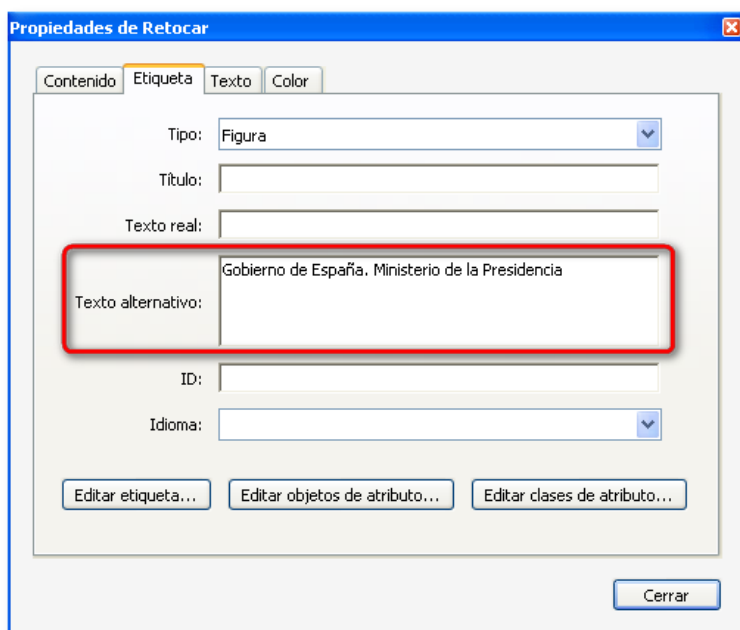 Propiedades de Retocar
Contenido Etiqueta Texto Color
Tipo: Figura
Título:
Texto real:
Texto alternativo: Gobierno de España. Ministerio de la Presidencia
ID:
Idioma:
Editar etiqueta... Editar objetos de atributo... Editar clases de atributo...
Cerrar